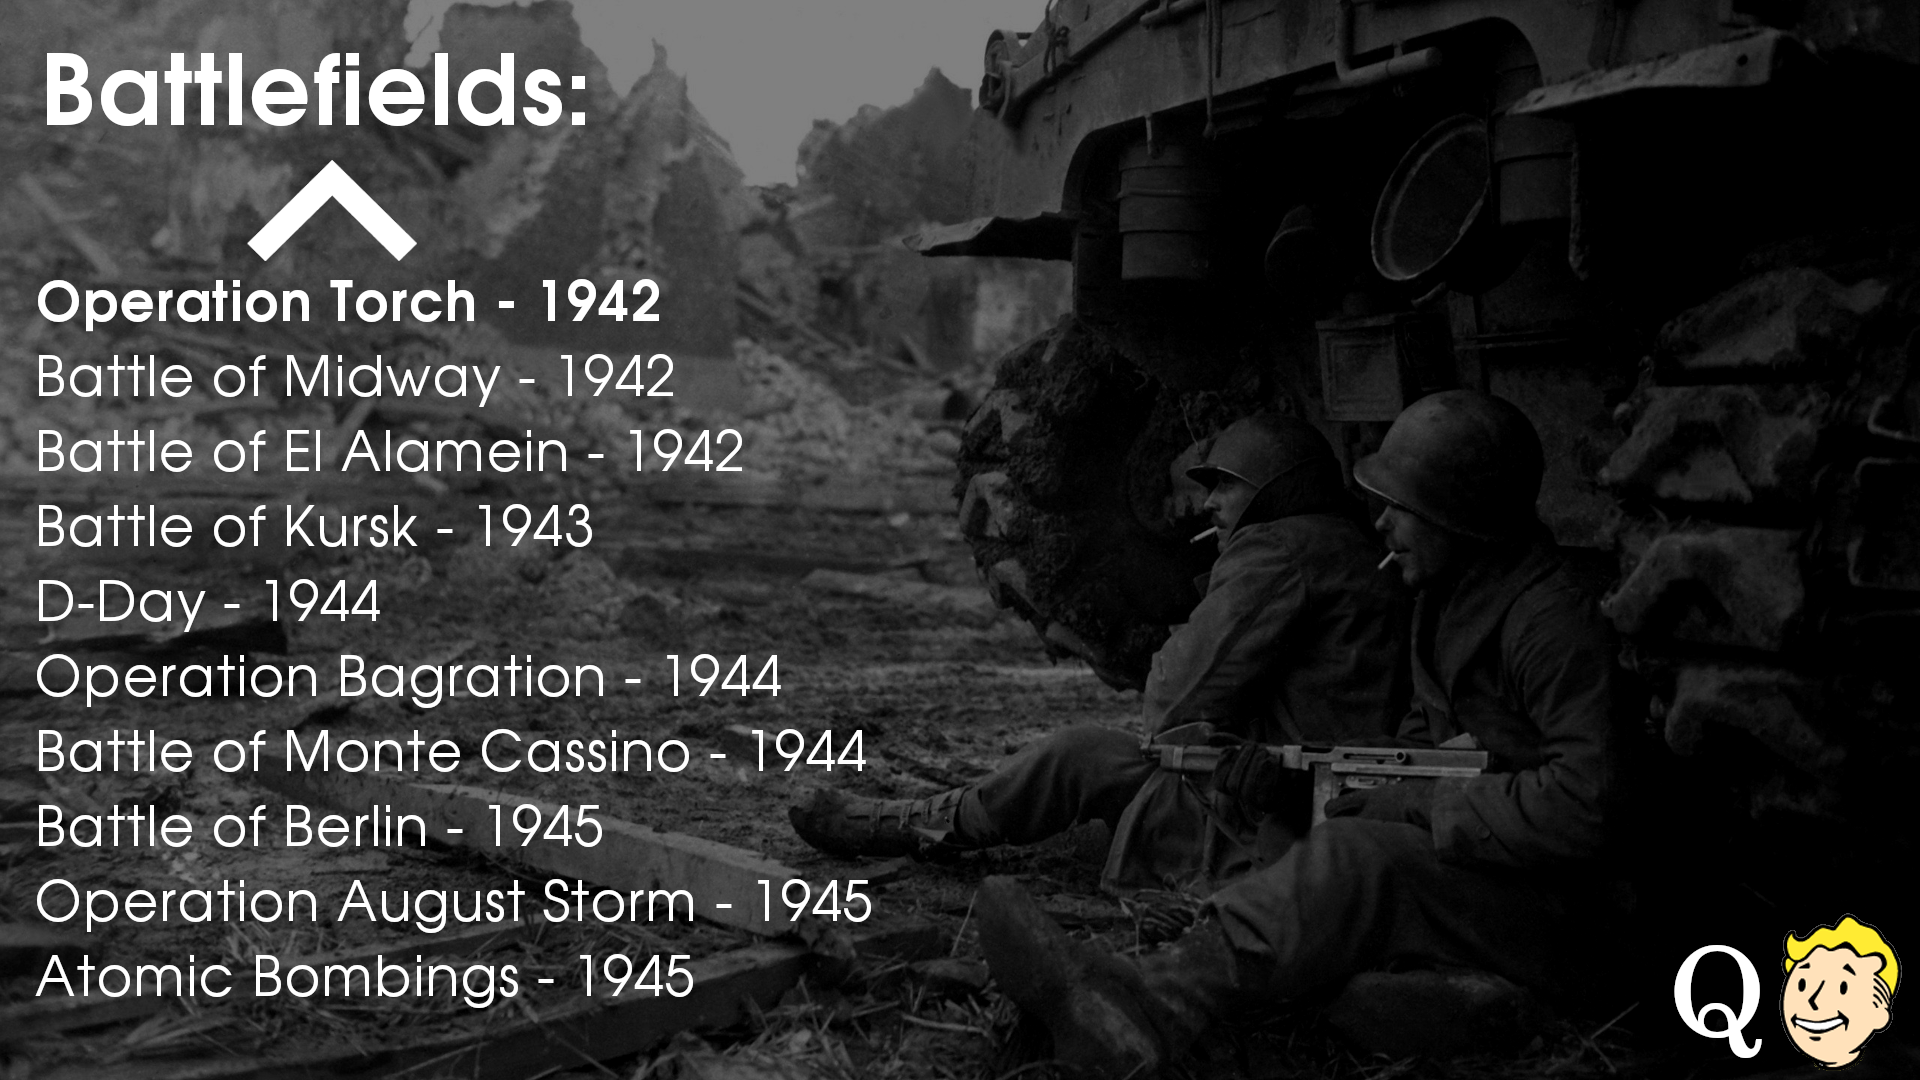 Battlefields:
Operation Torch - 1942
Battle of Midway - 1942
Battle of El Alamein - 1942
Battle of Kursk - 1943
D-Day - 1944
Operation Bagration - 1944
Battle of Monte Cassino - 1944
Battle of Berlin - 1945
Operation August Storm - 1945
Atomic Bombings - 1945
Q